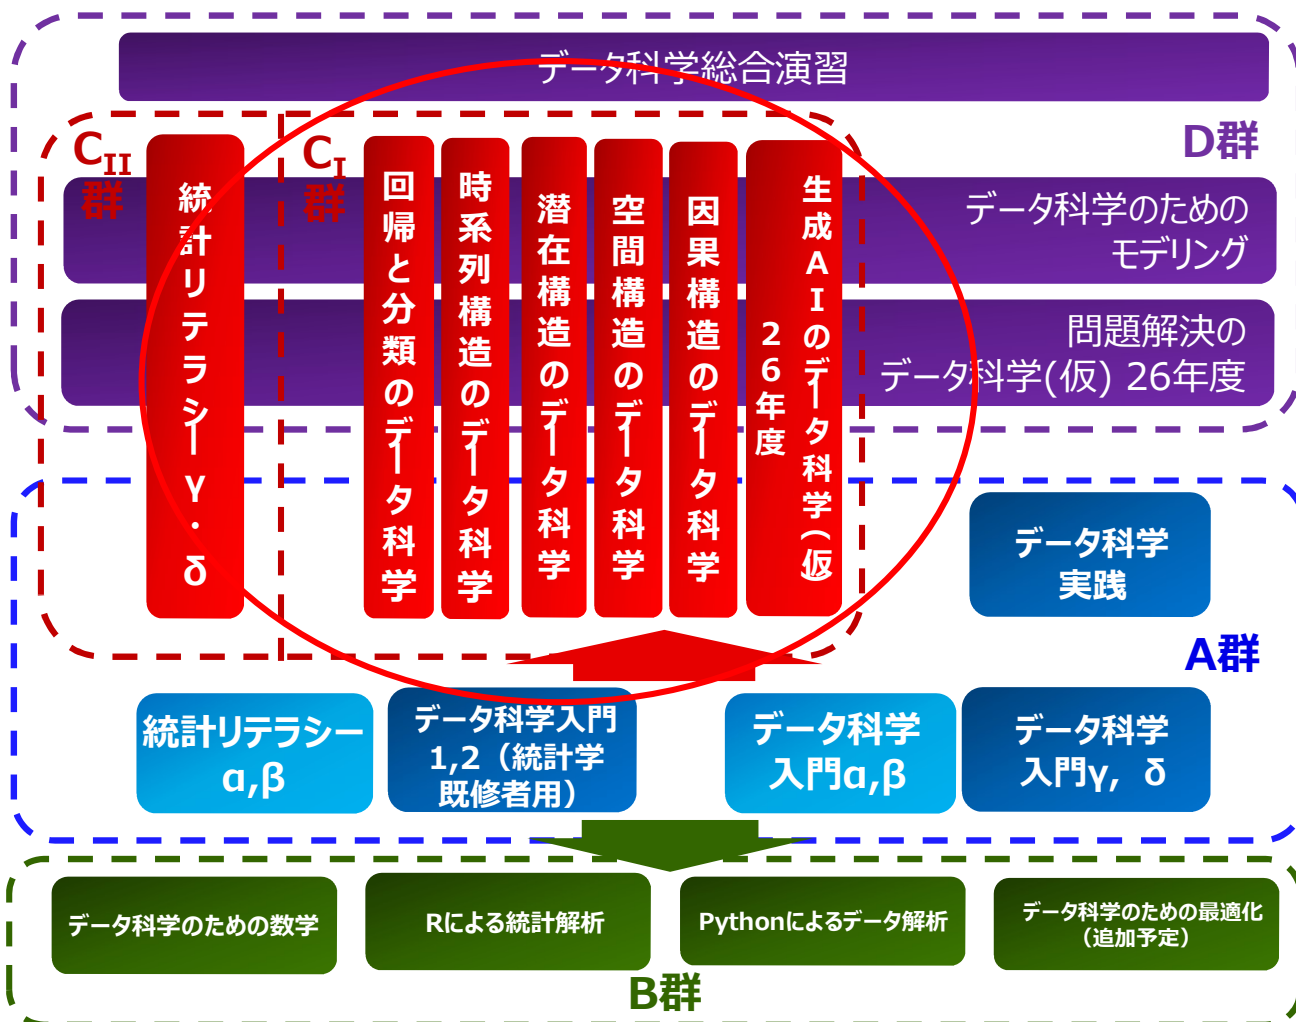 データ科学総合演習
D群
CII
群
統計リテラシー γ・δ
CI
群
回帰と分類のデータ科学
時系列構造のデータ科学
潜在構造のデータ科学
空間構造のデータ科学
因果構造のデータ科学
生成AIのデータ科学(仮)
26年度
データ科学のための
モデリング
問題解決の
データ科学(仮) 26年度
データ科学
実践
A群
統計リテラシー
α,β
データ科学入門
1,2（統計学
既修者用）
データ科学
入門α,β
データ科学
入門γ, δ
データ科学のための数学
Rによる統計解析
Pythonによるデータ解析
データ科学のための最適化
（追加予定）
B群